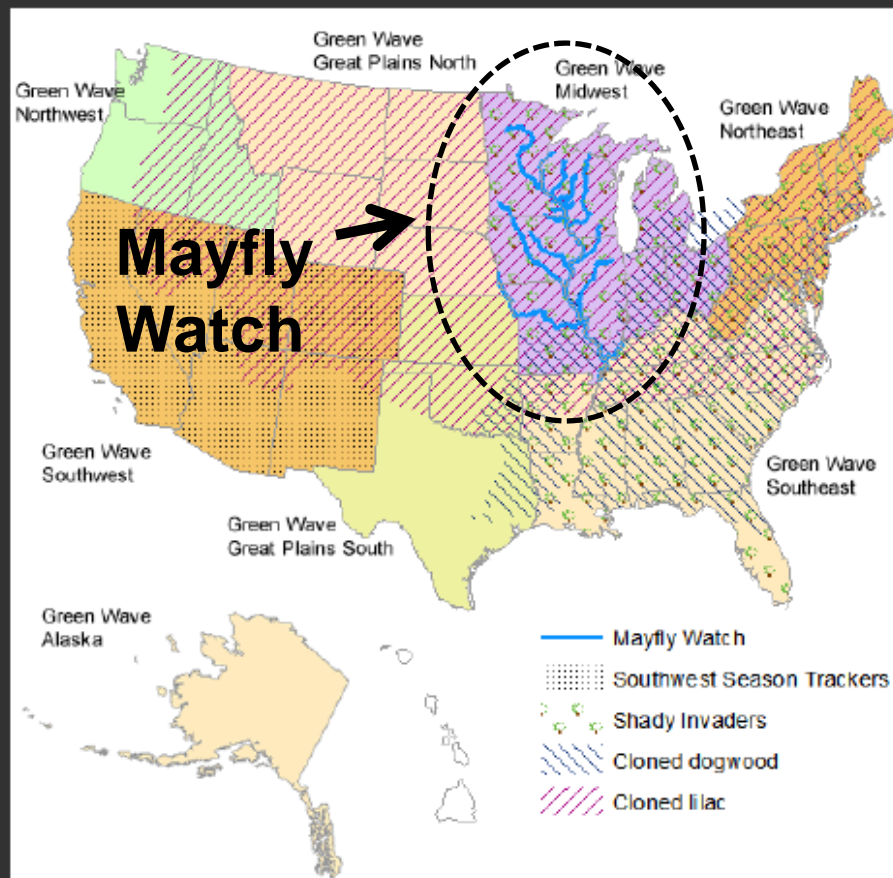 Green Wave
Great Plains North
Green Wave
Midwest
Green Wave
Northwest
Green Wave
Northeast
Mayfly
Watch
Green Wave
Southwest
Green Wave
Southeast
Green Wave
Great Plains South
Green Wave
Alaska
Mayfly Watch
Southwest Season Trackers
Shady Invaders
Cloned dogwood
Cloned lilac